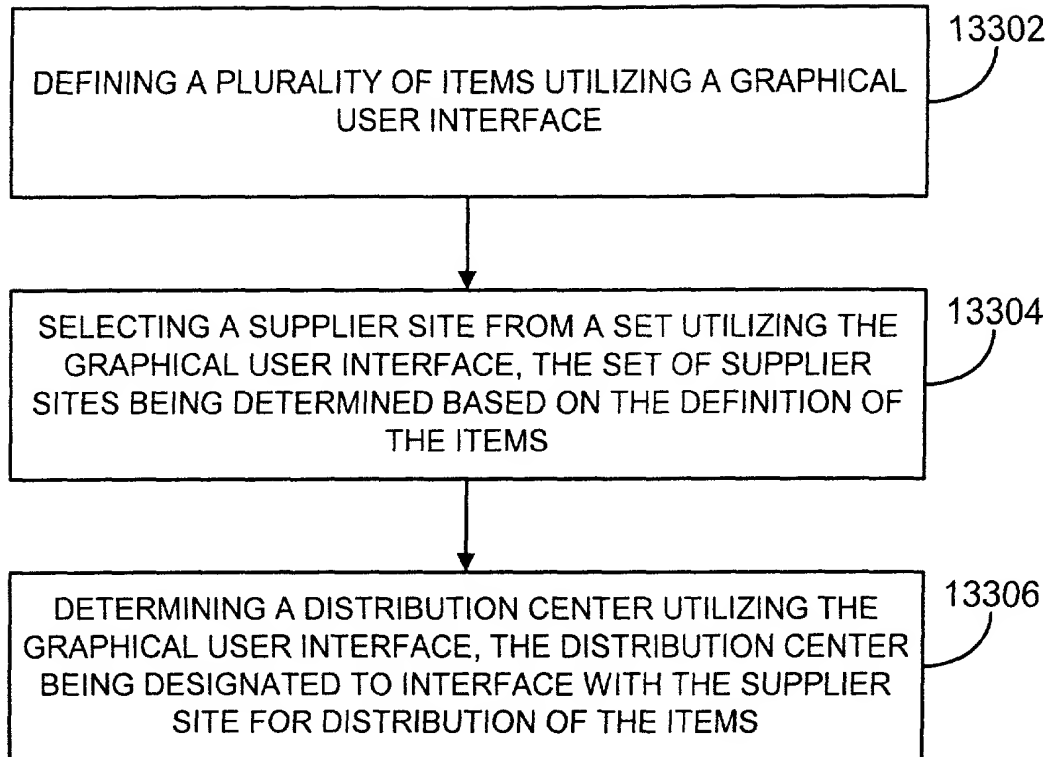 13302
DEFINING A PLURALITY OF ITEMS UTILIZING A GRAPHICAL
USER INTERFACE
13304
SELECTING A SUPPLIER SITE FROM A SET UTILIZING THE
GRAPHICAL USER INTERFACE, THE SET OF SUPPLIER
SITES BEING DETERMINED BASED ON THE DEFINITION OF
THE ITEMS
13306
DETERMINING A DISTRIBUTION CENTER UTILIZING THE
GRAPHICAL USER INTERFACE, THE DISTRIBUTION CENTER
BEING DESIGNATED TO INTERFACE WITH THE SUPPLIER
SITE FOR DISTRIBUTION OF THE ITEMS